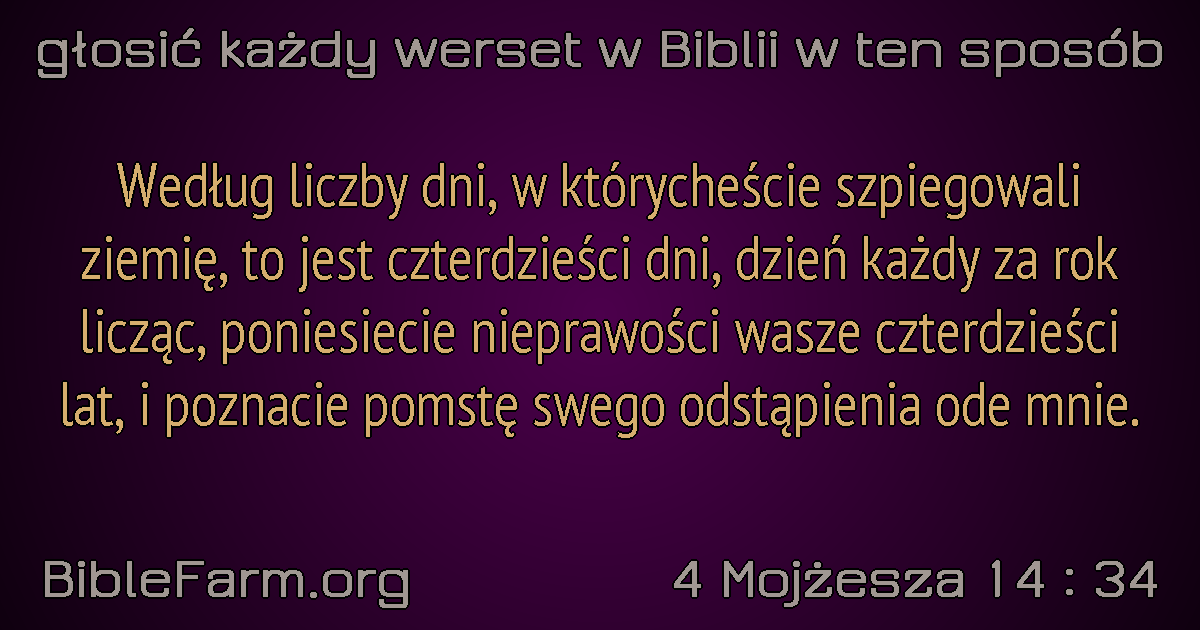 głosić każdy werset w Biblii w ten sposób
Według liczby dni, w którycheście szpiegowali
ziemię, to jest czterdzieści dni, dzień każdy za rok
licząc, poniesiecie nieprawości wasze czterdzieści
lat, i poznacie pomstę swego odstąpienia ode mnie.
BibleFarm.org
4 Mojżesza 14 : 34